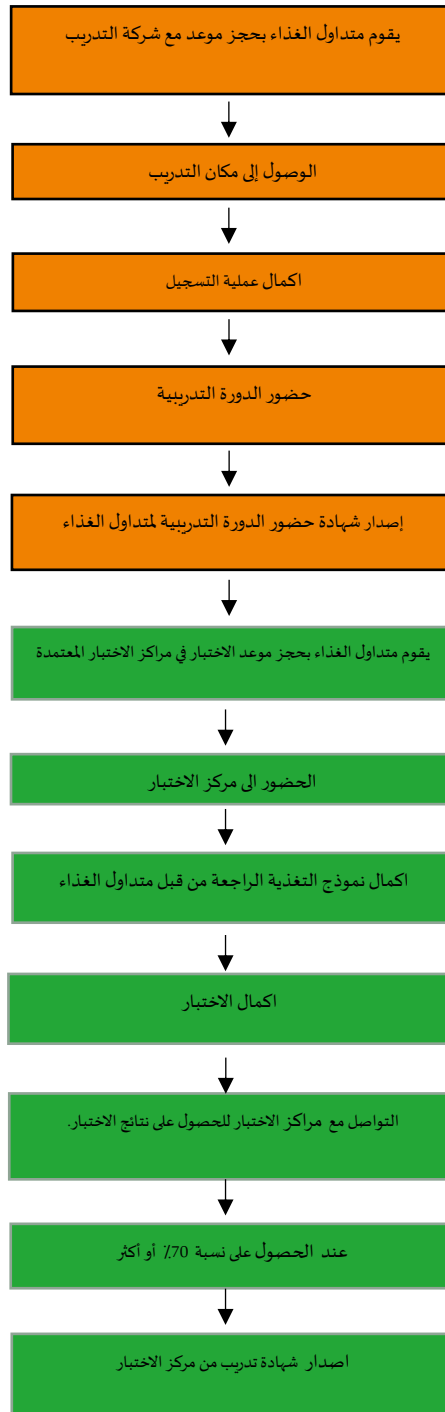 يقوم متداول الغذاء بحجز موعد مع شركة التدريب
الوصول إلى مكان التدريب
اكمال عملية التسجيل
حضور الدورة التدريبية
إصدار شهادة حضور الدورة التدريبية لمتداول الغذاء
يقوم متداول الغذاء بحجز موعد الاختبار في مراكز الاختبار المعتمدة
الحضور الى مركز الاختبار
اكمال نموذج التغذية الراجعة من قبل متداول الغذاء
اكمال الاختبار
التواصل مع مراكز الاختبار للحصول على نتائج الاختبار.
عند الحصول على نسبة 70٪ أو أكثر
اصدار شهادة تدريب من مركز الاختبار